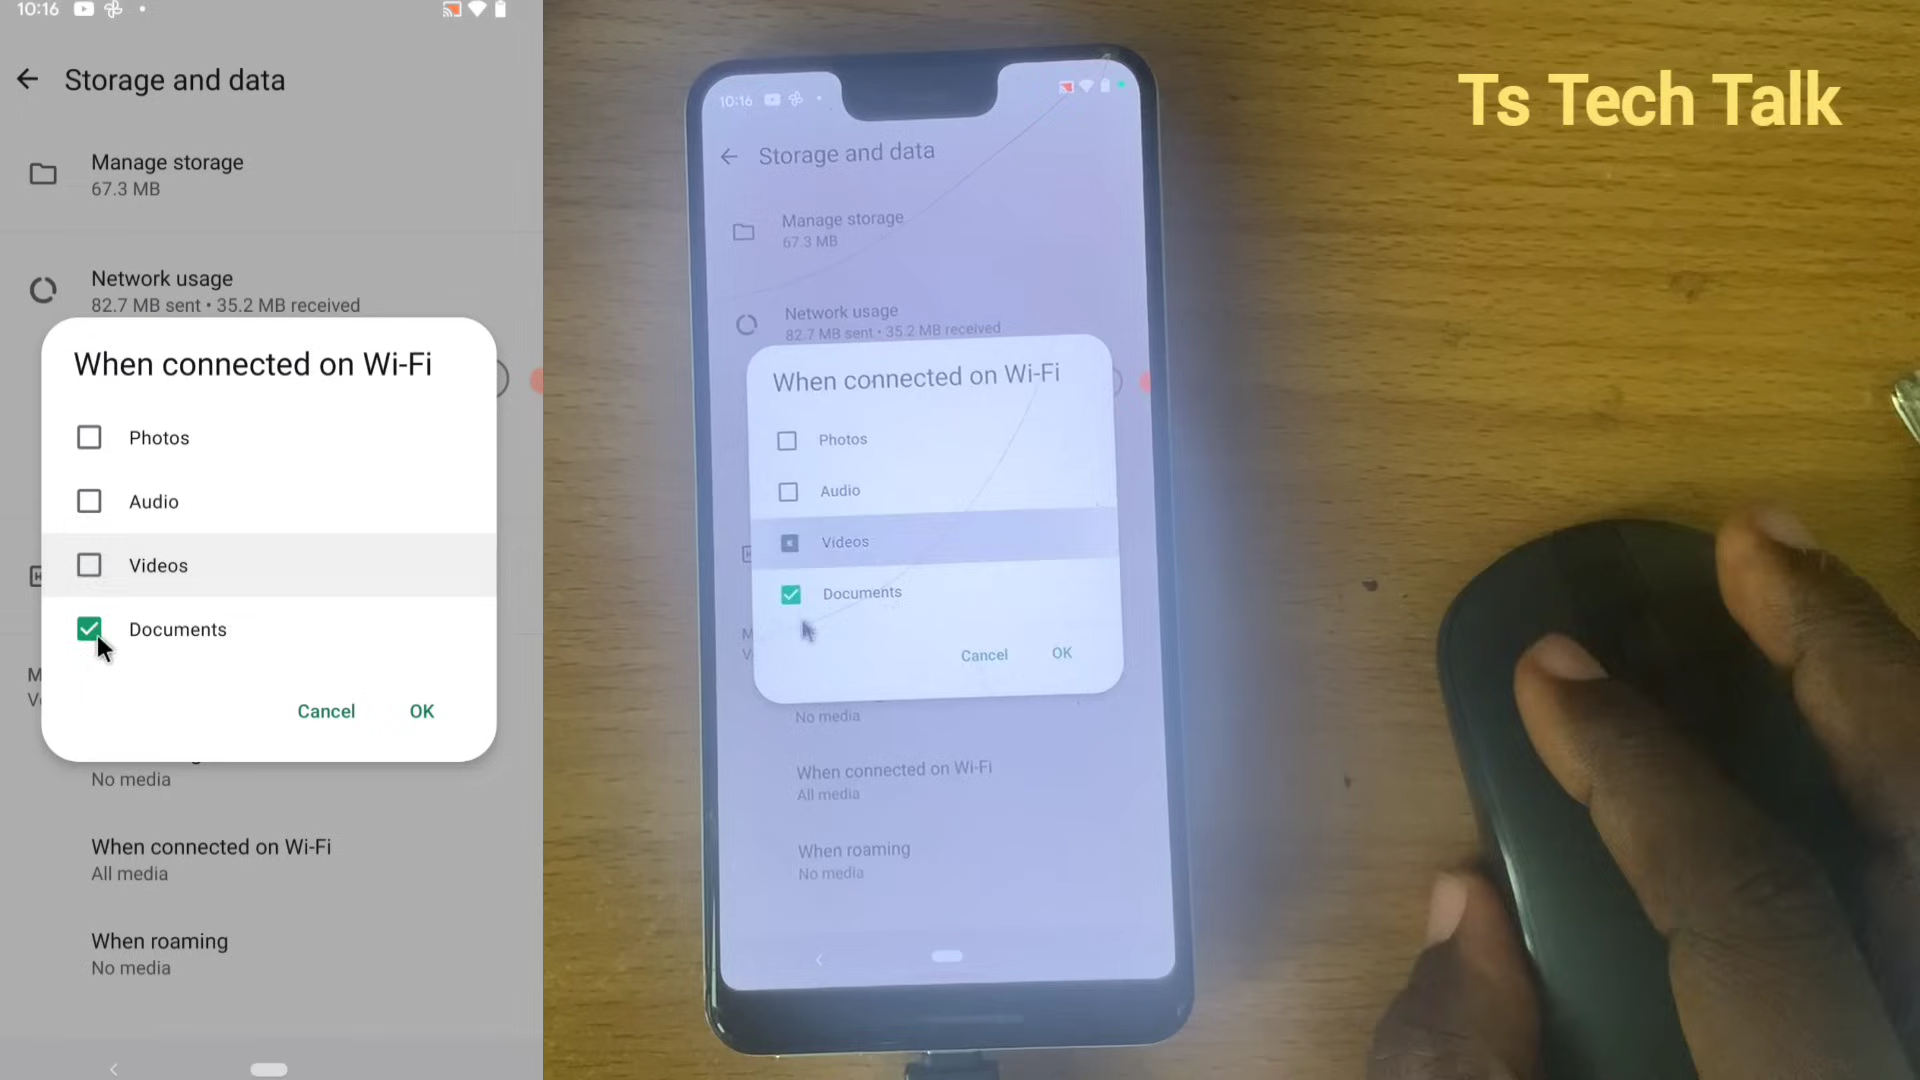 10:16
Storage and data
Manage storage
67.3 MB
Network usage
82.7 MB sent • 35.2 MB received
When connected on Wi-Fi
Photos
Audio
Videos
Documents
M
Ve
Cancel
OK
No media
When connected on Wi-Fi
All media
When roaming
No media
10:16
Storage and data
Manage storage
67.3 MB
Network usage
82.7 MB sent • 35.2 MB received
When connected on Wi-Fi
Photos
Audio
Videos
Documents
M
V
Cancel
OK
No media
When connected on Wi-Fi
All media
When roaming
No media
Ts Tech Talk